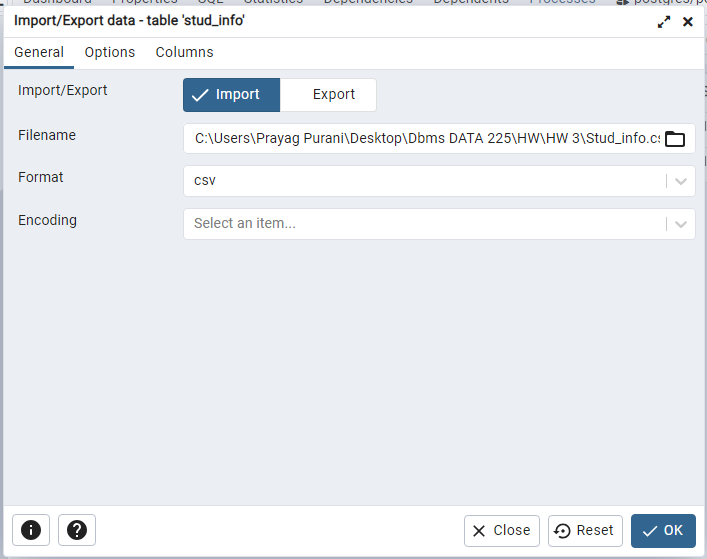 Dashboard Properties SQL Statistics Dependencies Dependents Processes
Import/Export data - table 'stud_info'
General Options Columns
Import/Export Import Export
Filename C:\Users\Prayag Purani\Desktop\Dbms DATA 225\HW\HW 3\Stud_info.cs
Format csv
Encoding Select an item...
Close Reset OK